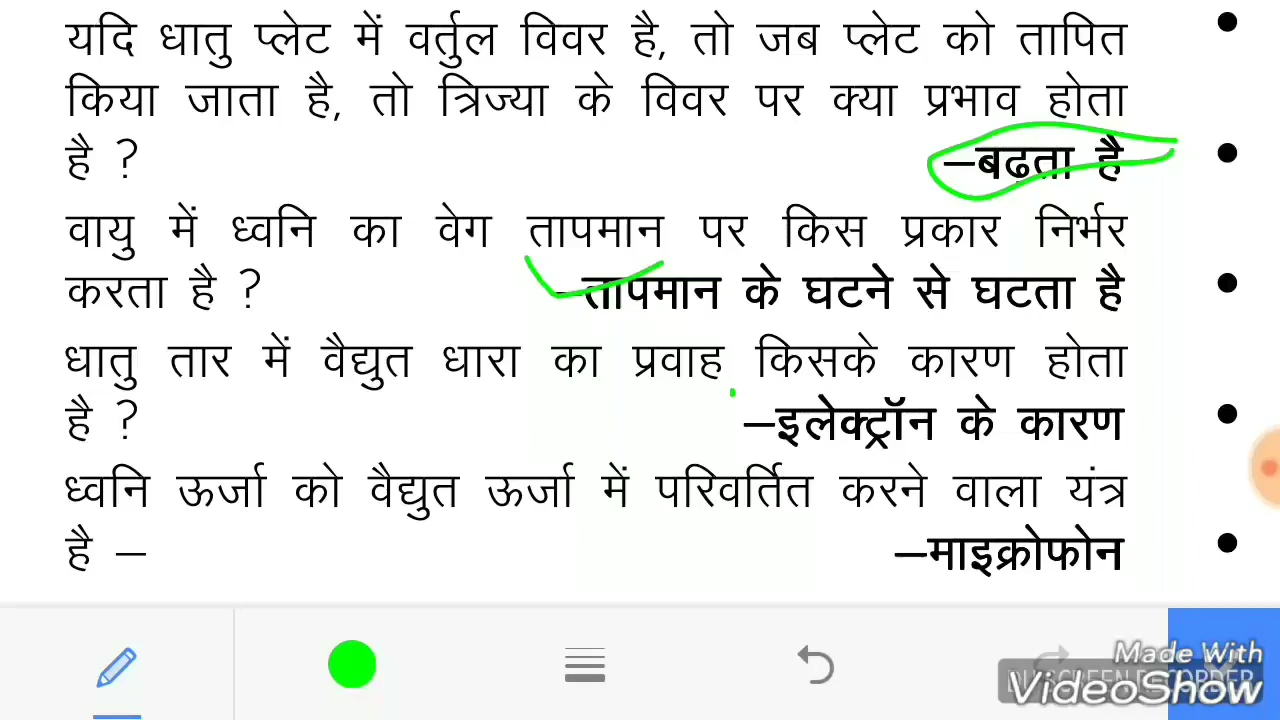 यदि धातु प्लेट में वर्तुल विवर है, तो जब प्लेट को तापित
किया जाता है, तो त्रिज्या के विवर पर क्या प्रभाव होता
है ? –बढ़ता है
वायु में ध्वनि का वेग तापमान पर किस प्रकार निर्भर
करता है ? –तापमान के घटने से घटता है
धातु तार में वैद्युत धारा का प्रवाह किसके कारण होता
है ? –इलेक्ट्रॉन के कारण
ध्वनि ऊर्जा को वैद्युत ऊर्जा में परिवर्तित करने वाला यंत्र
है – –माइक्रोफोन
Made With
VideoShow